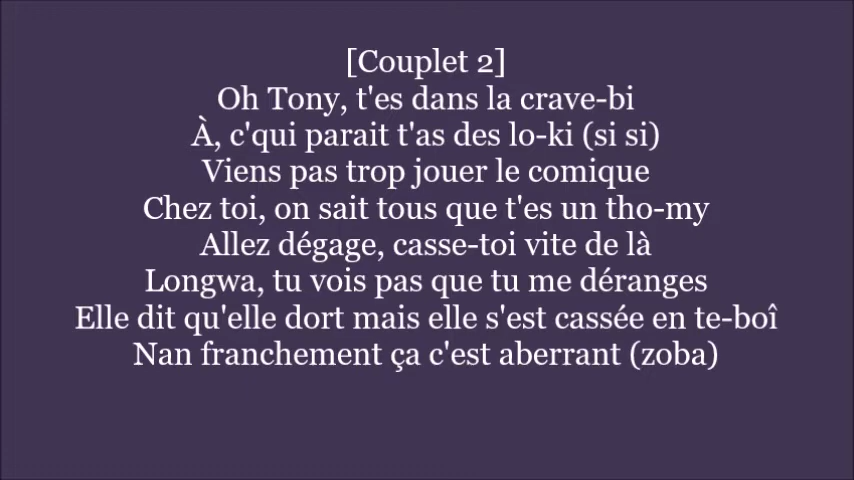 [Couplet 2]
Oh Tony, t'es dans la crave-bi
À, c'qui parait t'as des lo-ki (si si)
Viens pas trop jouer le comique
Chez toi, on sait tous que t'es un tho-my
Allez dégage, casse-toi vite de là
Longwa, tu vois pas que tu me déranges
Elle dit qu'elle dort mais elle s'est cassée en te-boî
Nan franchement ça c'est aberrant (zoba)